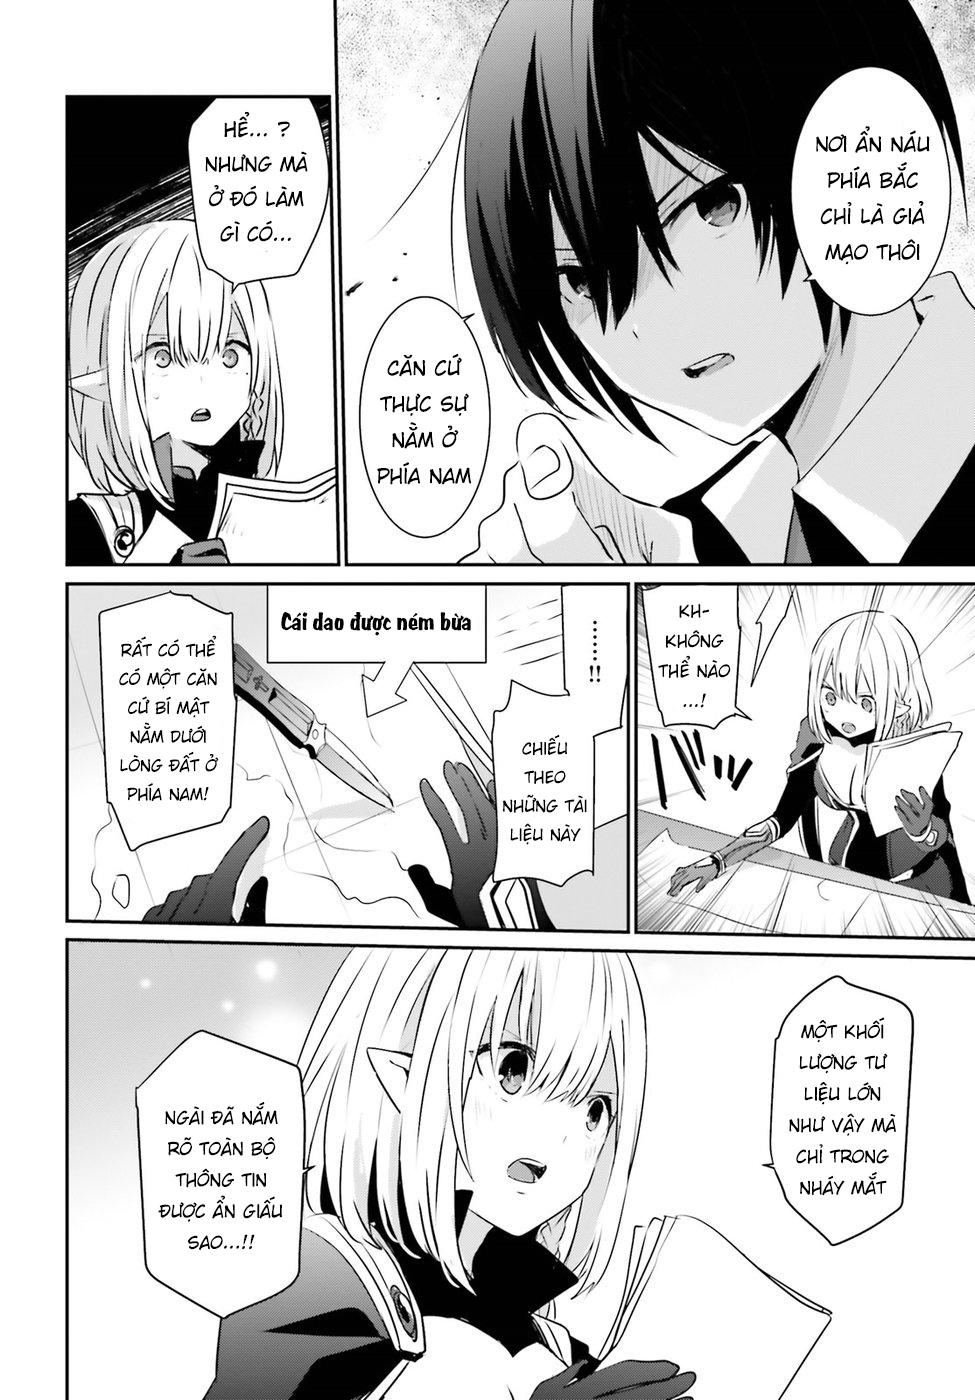 NƠI ẨN NÁU
PHÍA BẮC
CHỈ LÀ GIẢ
MẠO THÔI
CĂN CỨ
THỰC SỰ
NẰM Ở
PHÍA NAM
HỂ... ?
NHƯNG MÀ
Ở ĐÓ LÀM
GÌ CÓ...
KH-
KHÔNG
THỂ NÀO
...!
......!!
CHIẾU
THEO
NHỮNG TÀI
LIỆU NÀY
Cái dao được ném bừa
RẤT CÓ THỂ
CÓ MỘT CĂN
CỨ BÍ MẬT
NẰM DƯỚI
LÒNG ĐẤT Ở
PHÍA NAM!
MỘT KHỐI
LƯỢNG TƯ
LIỆU LỚN
NHƯ VẬY MÀ
CHỈ TRONG
NHÁY MẮT
NGÀI ĐÃ NẮM
RÕ TOÀN BỘ
THÔNG TIN
ĐƯỢC ẨN GIẤU
SAO...!!